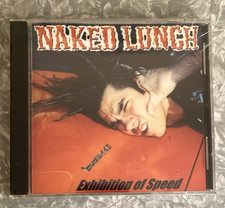 NAKED LUNCH
Exhibition of Speed